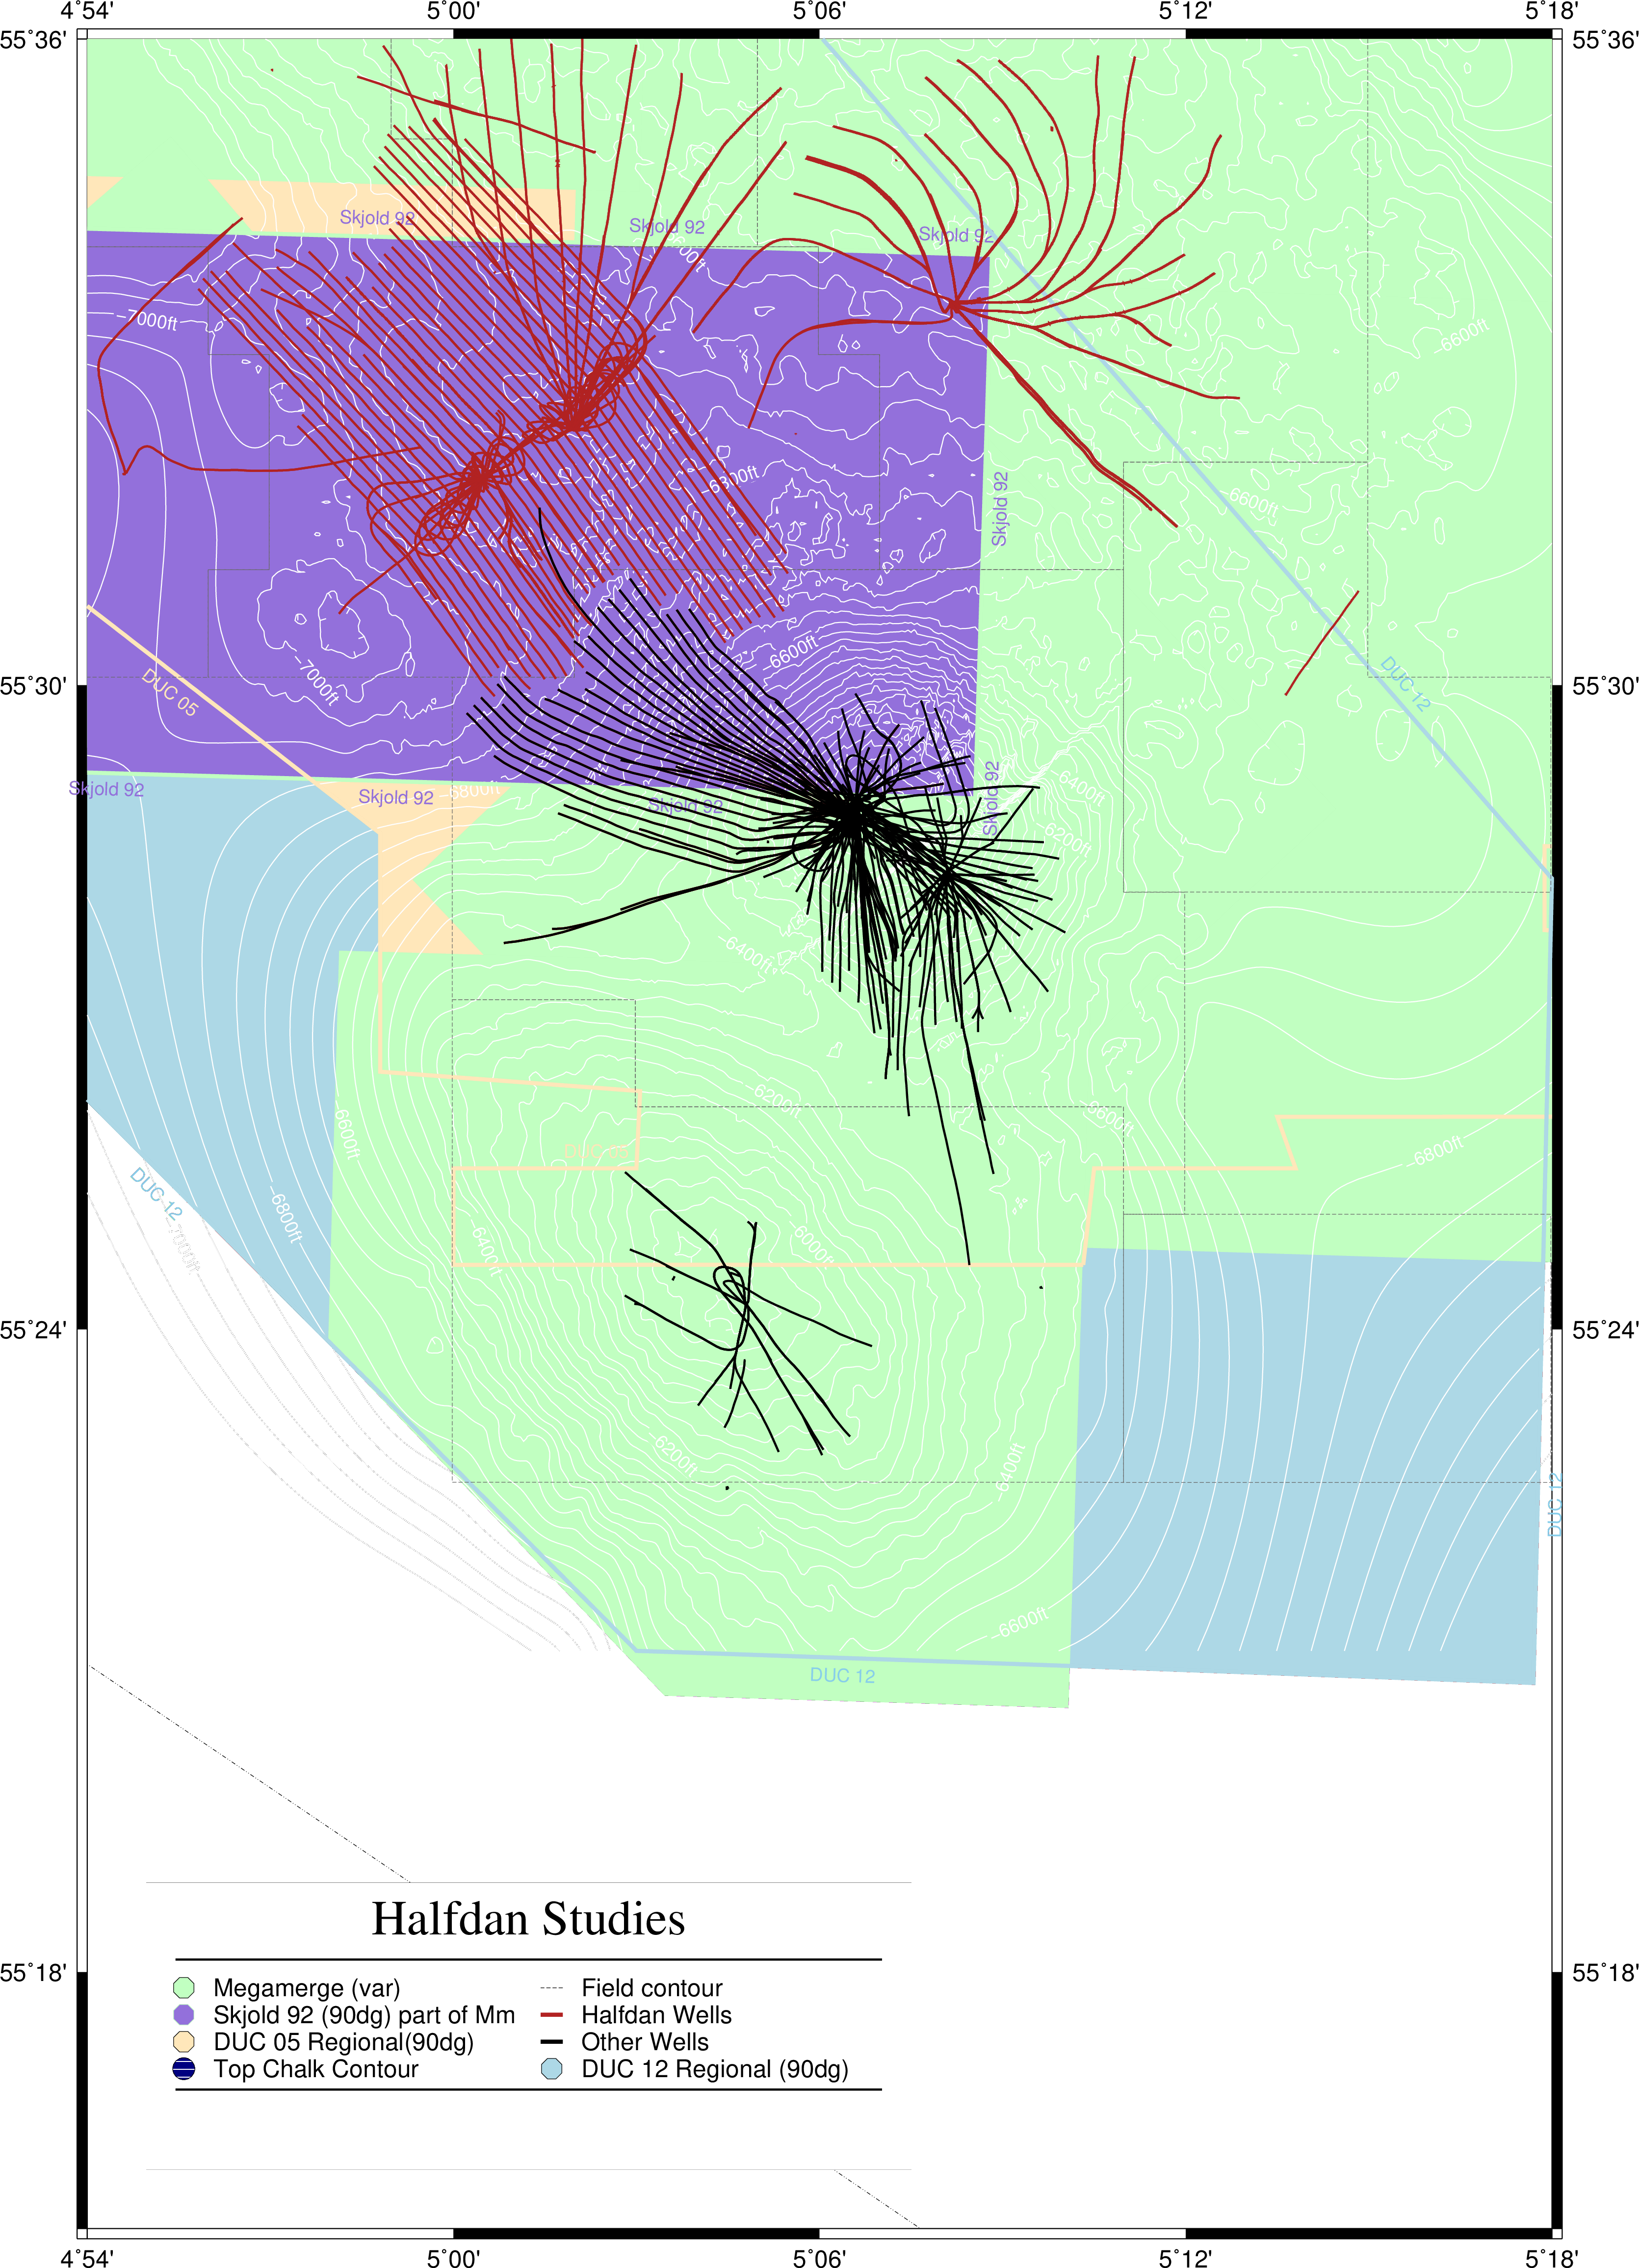 4°54'
5°00'
5°06'
5°12'
5°18'
55°36'
55°36'
Skjold 92
Skjold 92
Skjold 92
6600ft
−7000ft
−6600ft
−6300ft
Skjold 92
−6600ft
−6600ft
−7000ft
DUC 05
DUC 12
55°30'
55°30'
Skjold 92
Skjold 92
6800ft
Skjold 92
Skjold 92
−6400ft
6200ft
−6400ft
−6200ft
−6600ft
6600ft
DUC 05
−6800ft
DUC 12
−7000ft
−6800ft
−6400ft
−6000ft
55°24'
55°24'
−6200ft
−6400ft
DUC 12
−6600ft
DUC 12
Halfdan Studies
55°18'
55°18'
Megamerge (var)
Field contour
Skjold 92 (90dg) part of Mm
Halfdan Wells
DUC 05 Regional(90dg)
Other Wells
Top Chalk Contour
DUC 12 Regional (90dg)
4°54'
5°00'
5°06'
5°12'
5°18'